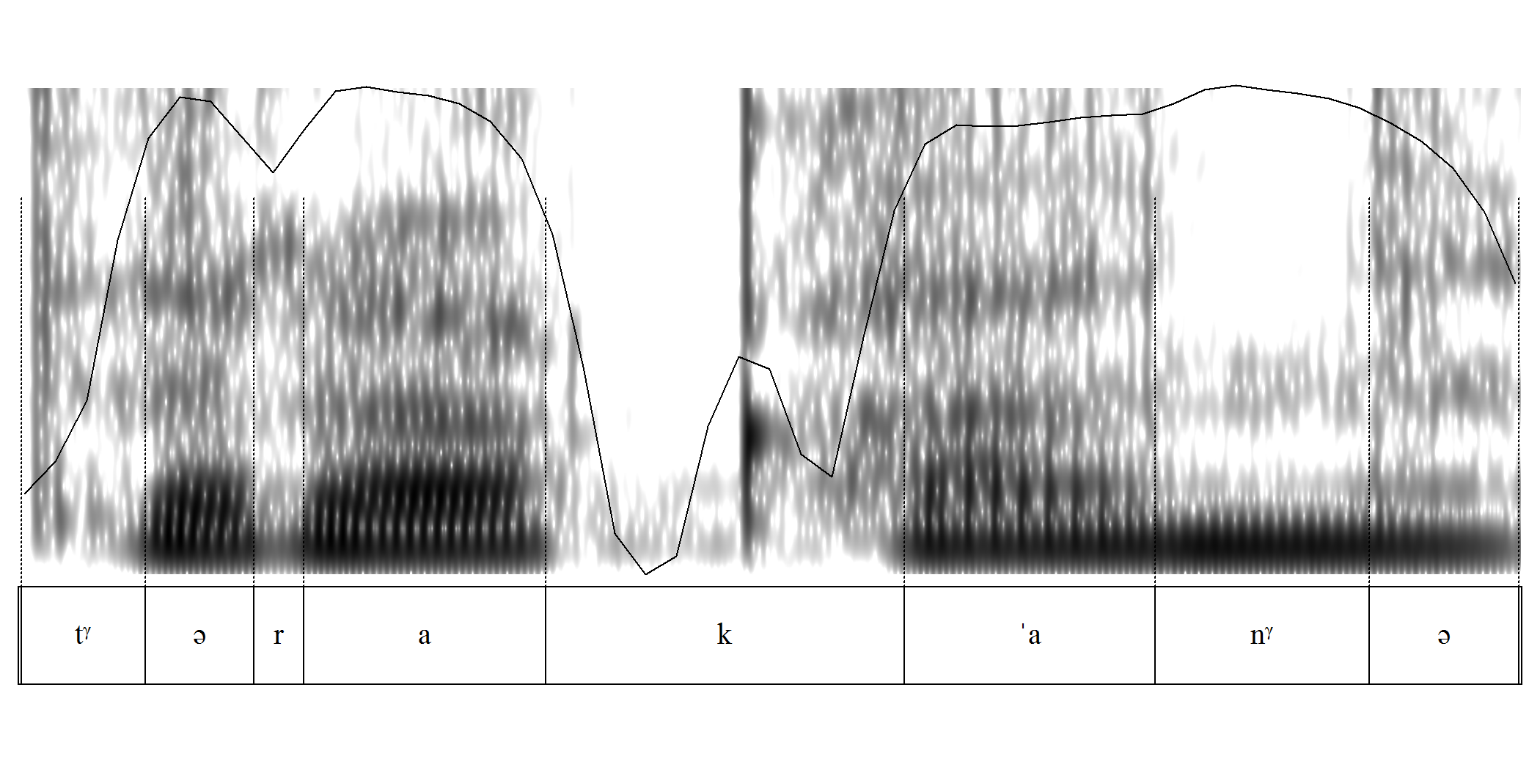 tˠ ə r a k ˈa nˠ ə